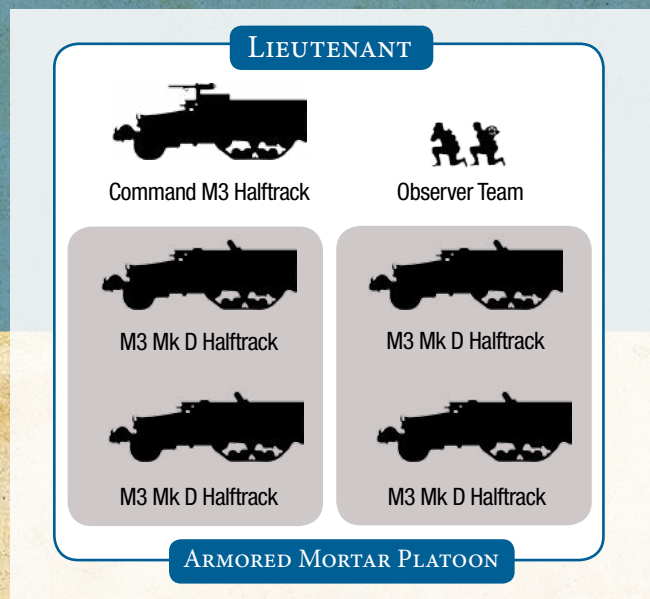 Lieutenant
Command M3 Halftrack
Observer Team
M3 Mk D Halftrack
M3 Mk D Halftrack
M3 Mk D Halftrack
M3 Mk D Halftrack
Armored Mortar Platoon